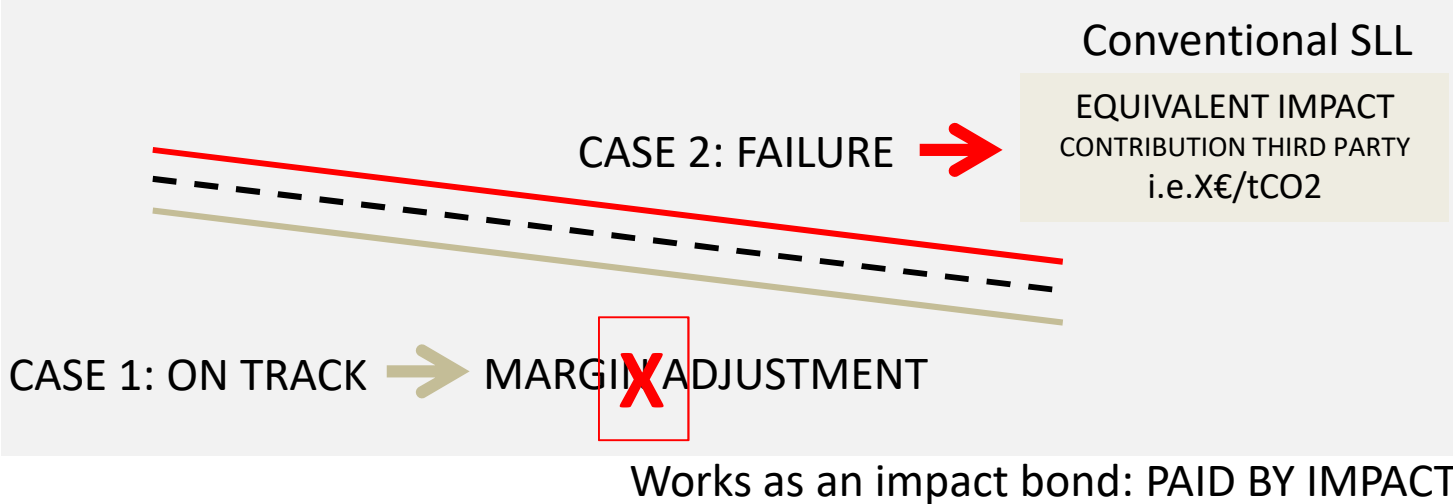 Conventional SLL
EQUIVALENT IMPACT
CONTRIBUTION THIRD PARTY
i.e.X€/tCO2
CASE 2: FAILURE
CASE 1: ON TRACK
MARGIN ADJUSTMENT
X
Works as an impact bond: PAID BY IMPACT